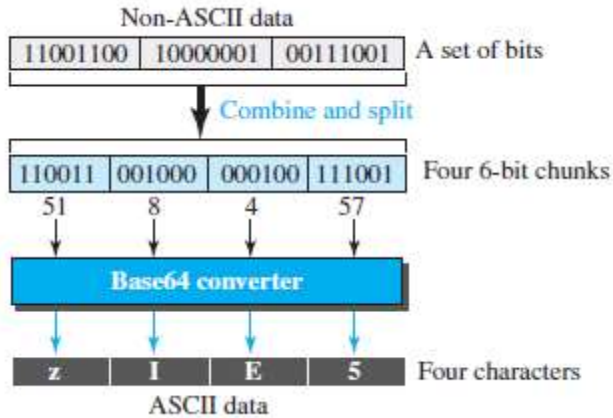 Non-ASCII data
11001100 10000001 00111001 A set of bits
Combine and split
110011 001000 000100 111001 Four 6-bit chunks
51 8 4 57
Base64 converter
z I E 5 Four characters
ASCII data